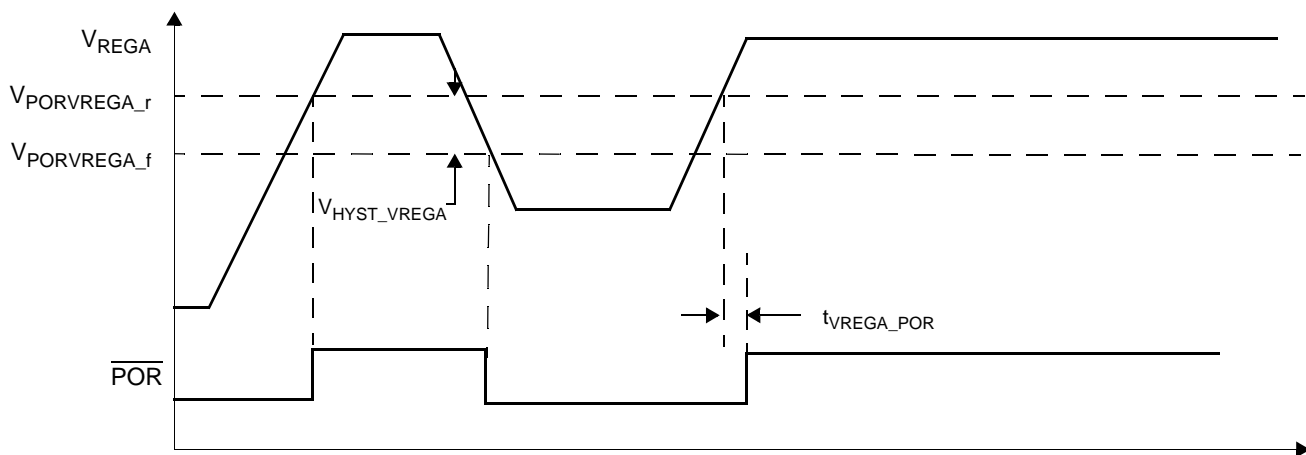 VREGA
VPORVREGA_r
VPORVREGA_f
VHYST_VREGA
tVREGA_POR
POR